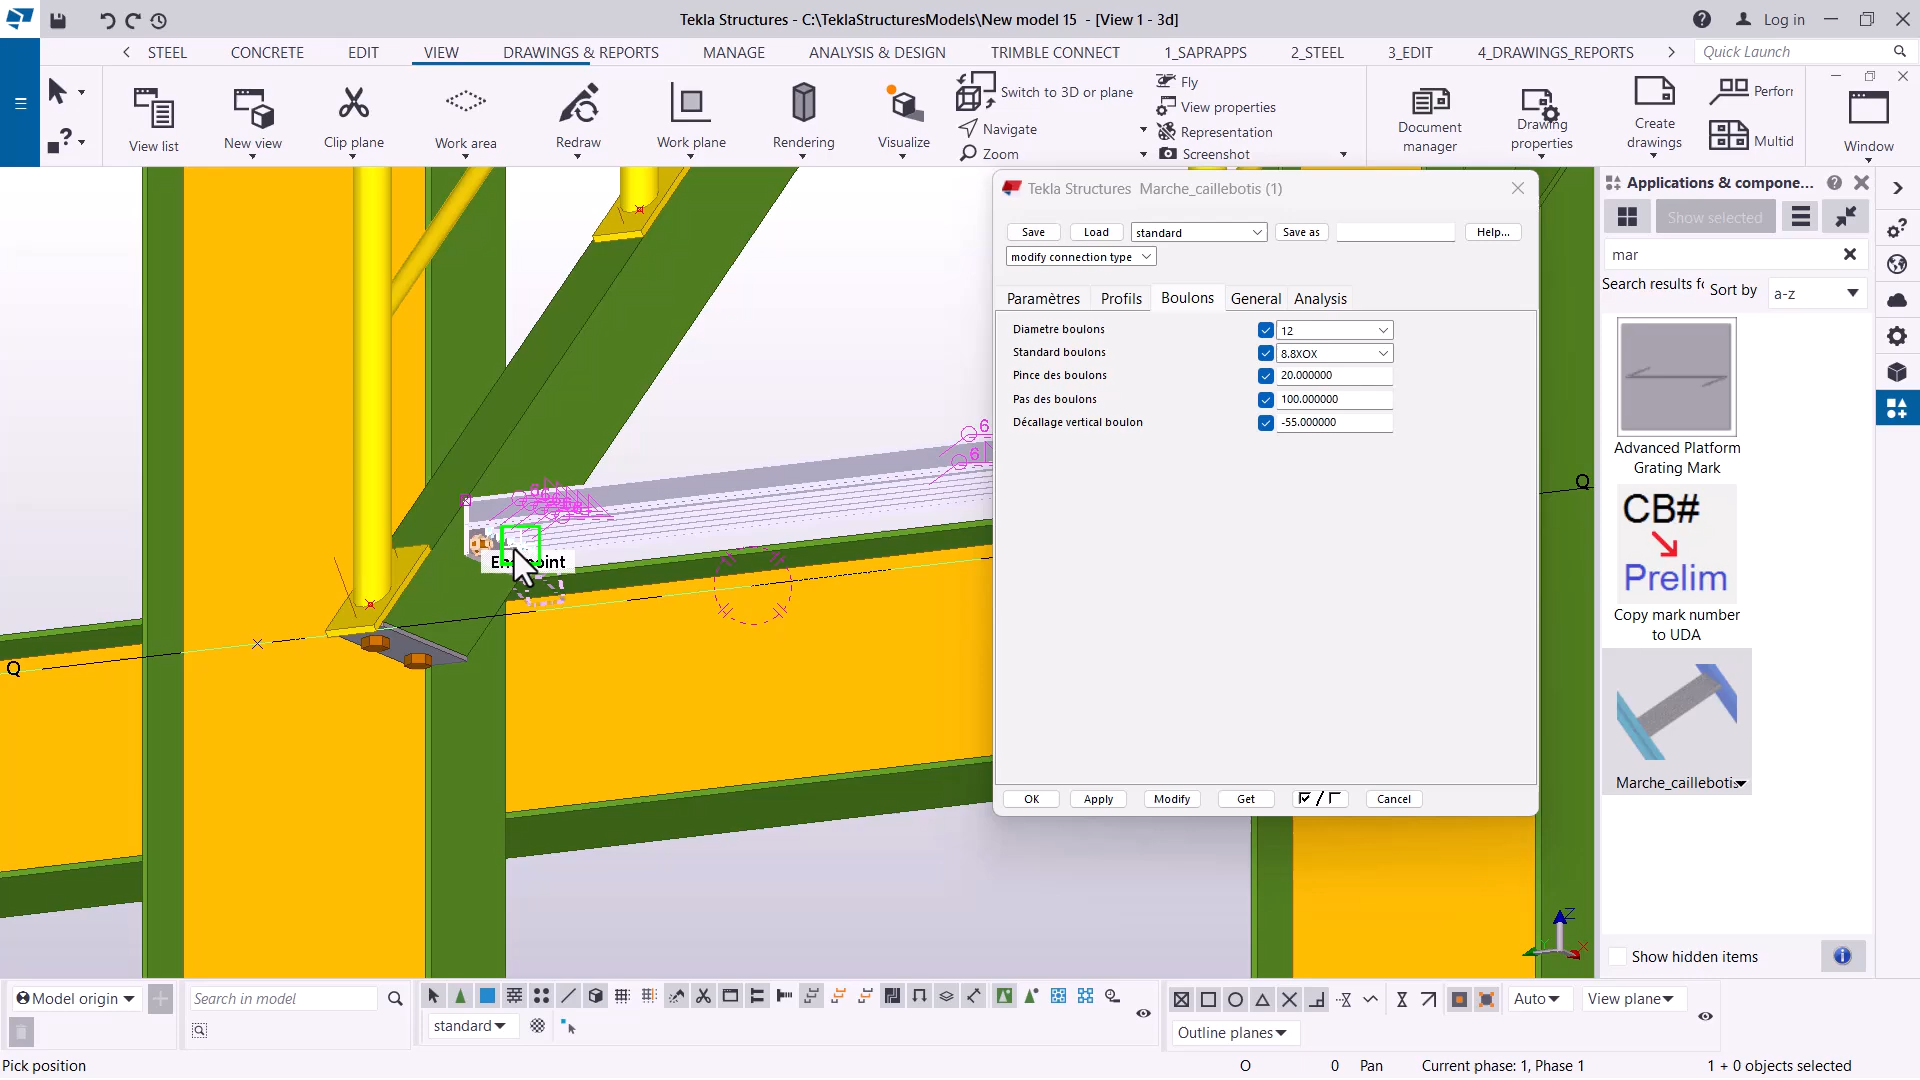 Tekla Structures - C:\TeklaStructuresModels\New model 15 - [View 1 - 3d]
Log in
STEEL CONCRETE EDIT VIEW DRAWINGS & REPORTS MANAGE ANALYSIS & DESIGN TRIMBLE CONNECT 1_SAPRAPPS 2_STEEL 3_EDIT 4_DRAWINGS_REPORTS
Quick Launch
View list
New view
Clip plane
Work area
Redraw
Work plane
Rendering
Visualize
Switch to 3D or plane
Navigate
Zoom
Fly
View properties
Representation
Screenshot
Document manager
Drawing properties
Create drawings
Perfor
Multid
Window
Tekla Structures Marche_caillebotis (1)
Save Load standard Save as Help...
modify connection type
Paramètres Profils Boulons General Analysis
Diametre boulons 12
Standard boulons 8.8XOX
Pince des boulons 20.000000
Pas des boulons 100.000000
Décallage vertical boulon -55.000000
OK Apply Modify Get Cancel
6
6
Q
Q
Z
Applications & compone...
Show selected
mar
Search results fo Sort by a-z
Advanced Platform
Grating Mark
CB#
Prelim
Copy mark number
to UDA
Marche_caillebotis
Show hidden items
Model origin
Search in model
standard
Auto
View plane
Outline planes
Pick position
O 0 Pan Current phase: 1, Phase 1 1 + 0 objects selected